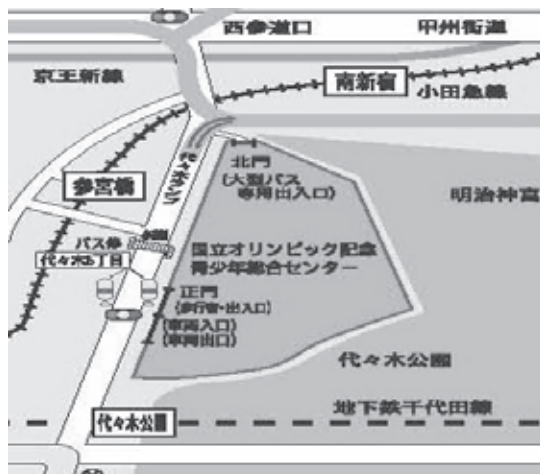 西参道口
甲州街道
京王新線
南新宿
小田急線
参宮橋
北門
(大型バス
専用出入口)
明治神宮
バス停
代々木5丁目
国立オリンピック記念
青少年総合センター
正門
(歩行者・出入口)
(車両入口)
(車両出口)
代々木公園
地下鉄千代田線
代々木公園